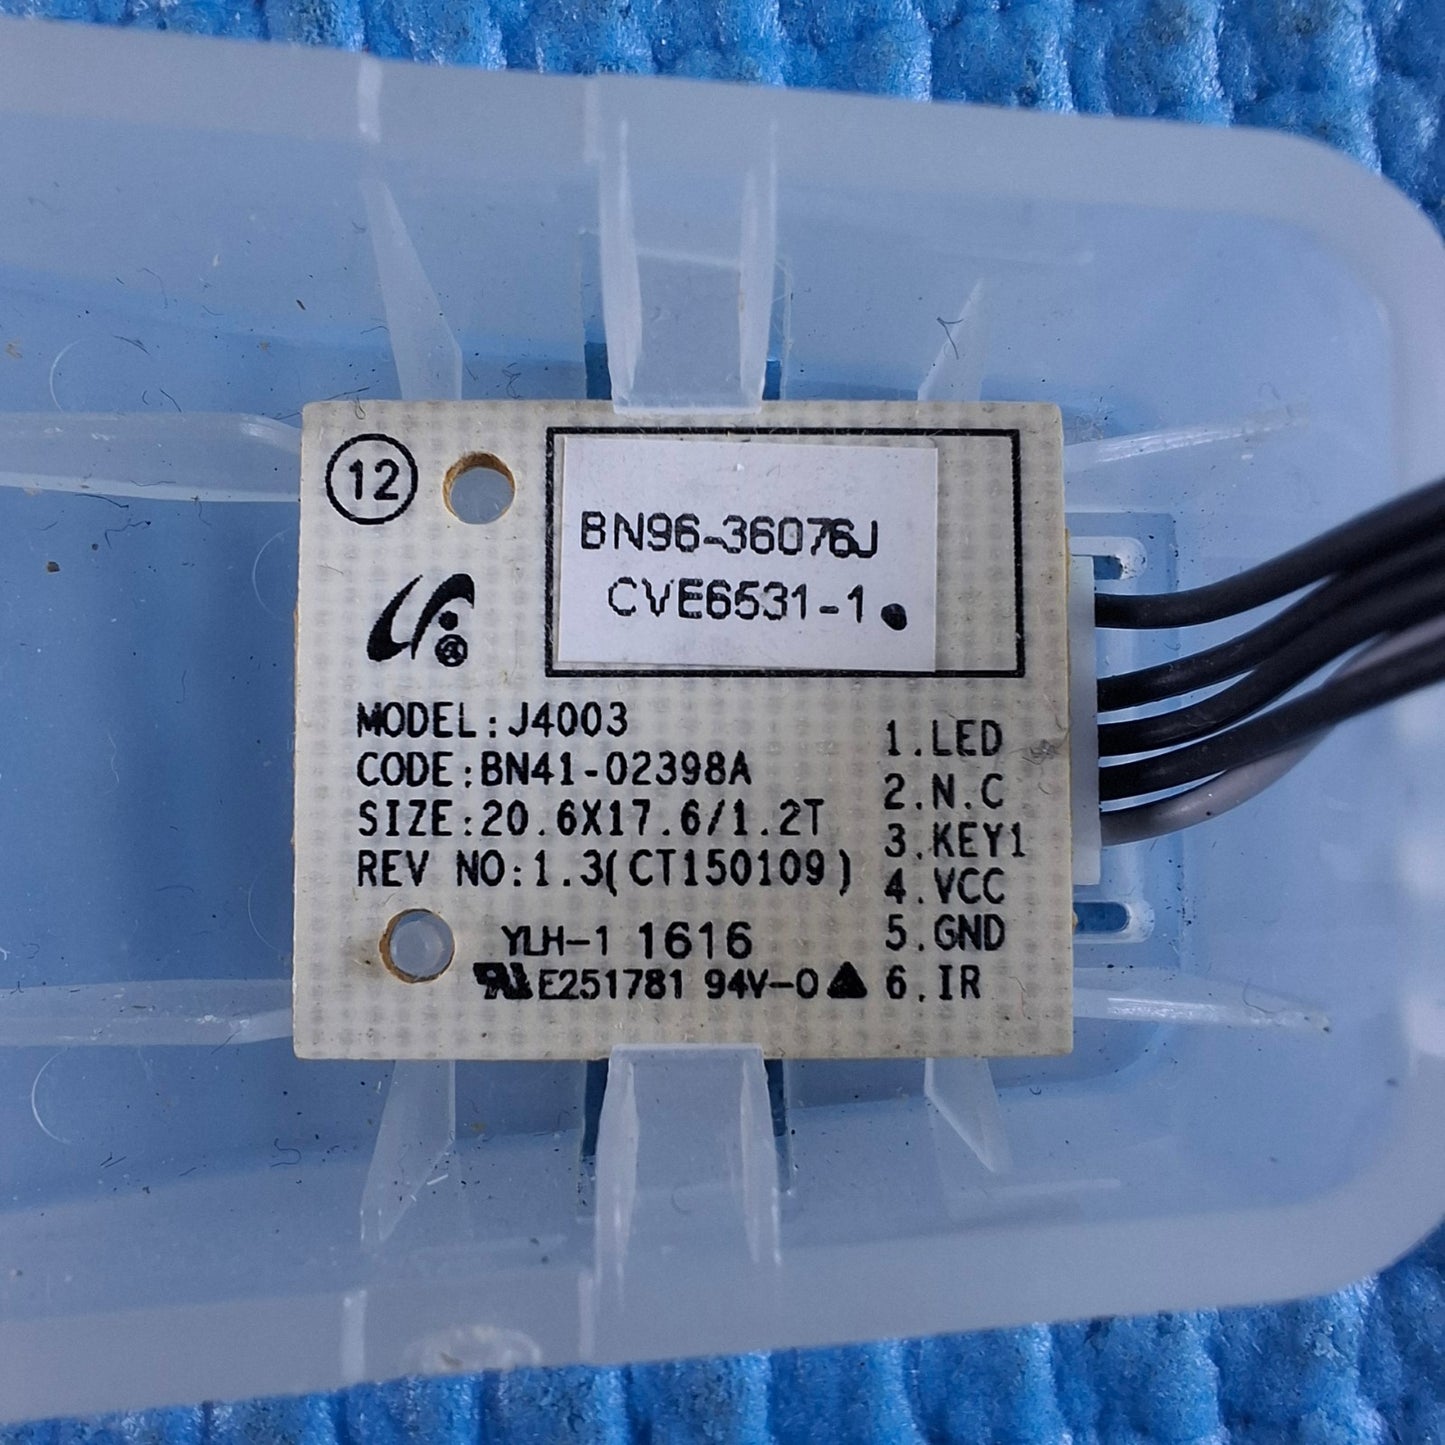 12
BN96-36076J
CVE6531-1
MODEL:J4003
CODE:BN41-02398A
SIZE:20.6X17.6/1.2T
REV NO:1.3(CT150109)
YLH-1 1616
E251781 94V-0
1.LED
2.N.C
3.KEY1
4.VCC
5.GND
6.IR